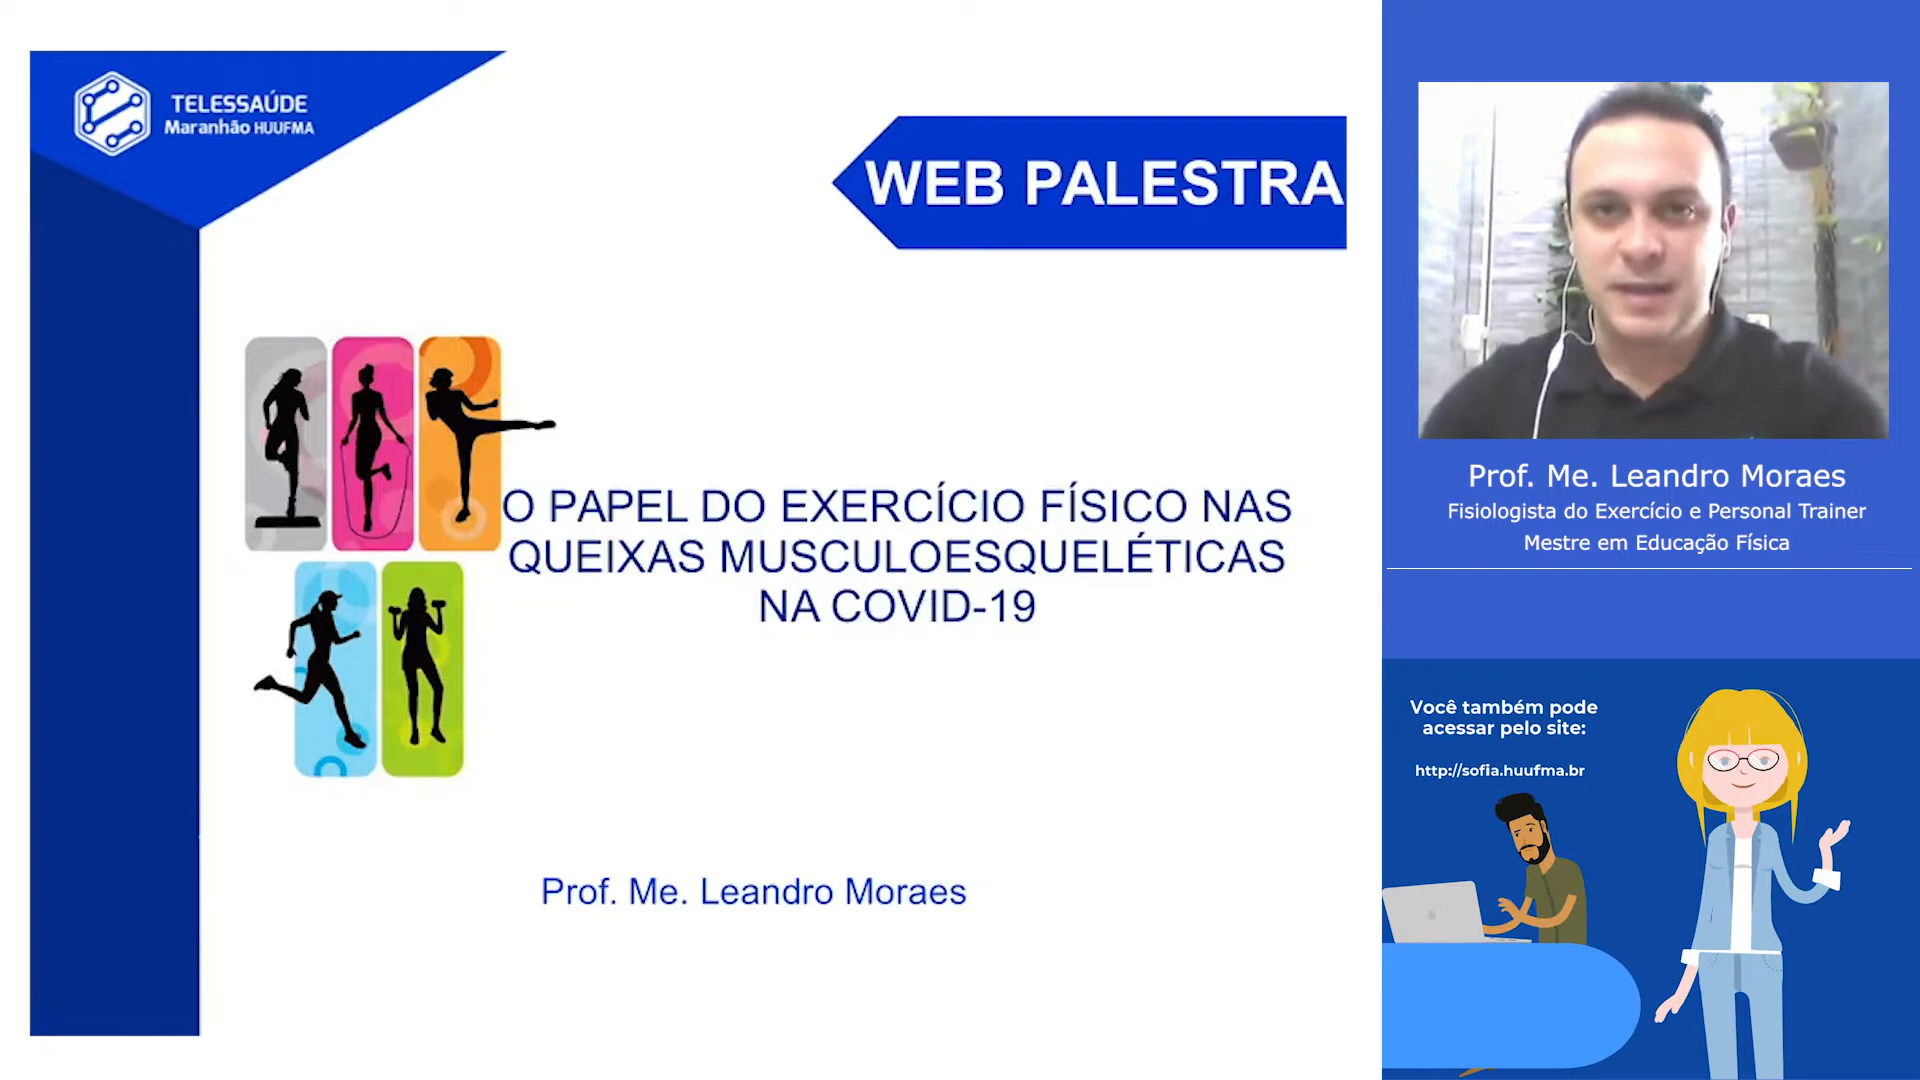 TELESSAÚDE
Maranhão HUUFMA
WEB PALESTRA
O PAPEL DO EXERCÍCIO FÍSICO NAS
QUEIXAS MUSCULOESQUELÉTICAS
NA COVID-19
Prof. Me. Leandro Moraes
Prof. Me. Leandro Moraes
Fisiologista do Exercício e Personal Trainer
Mestre em Educação Física
Você também pode
acessar pelo site:
http://sofia.huufma.br